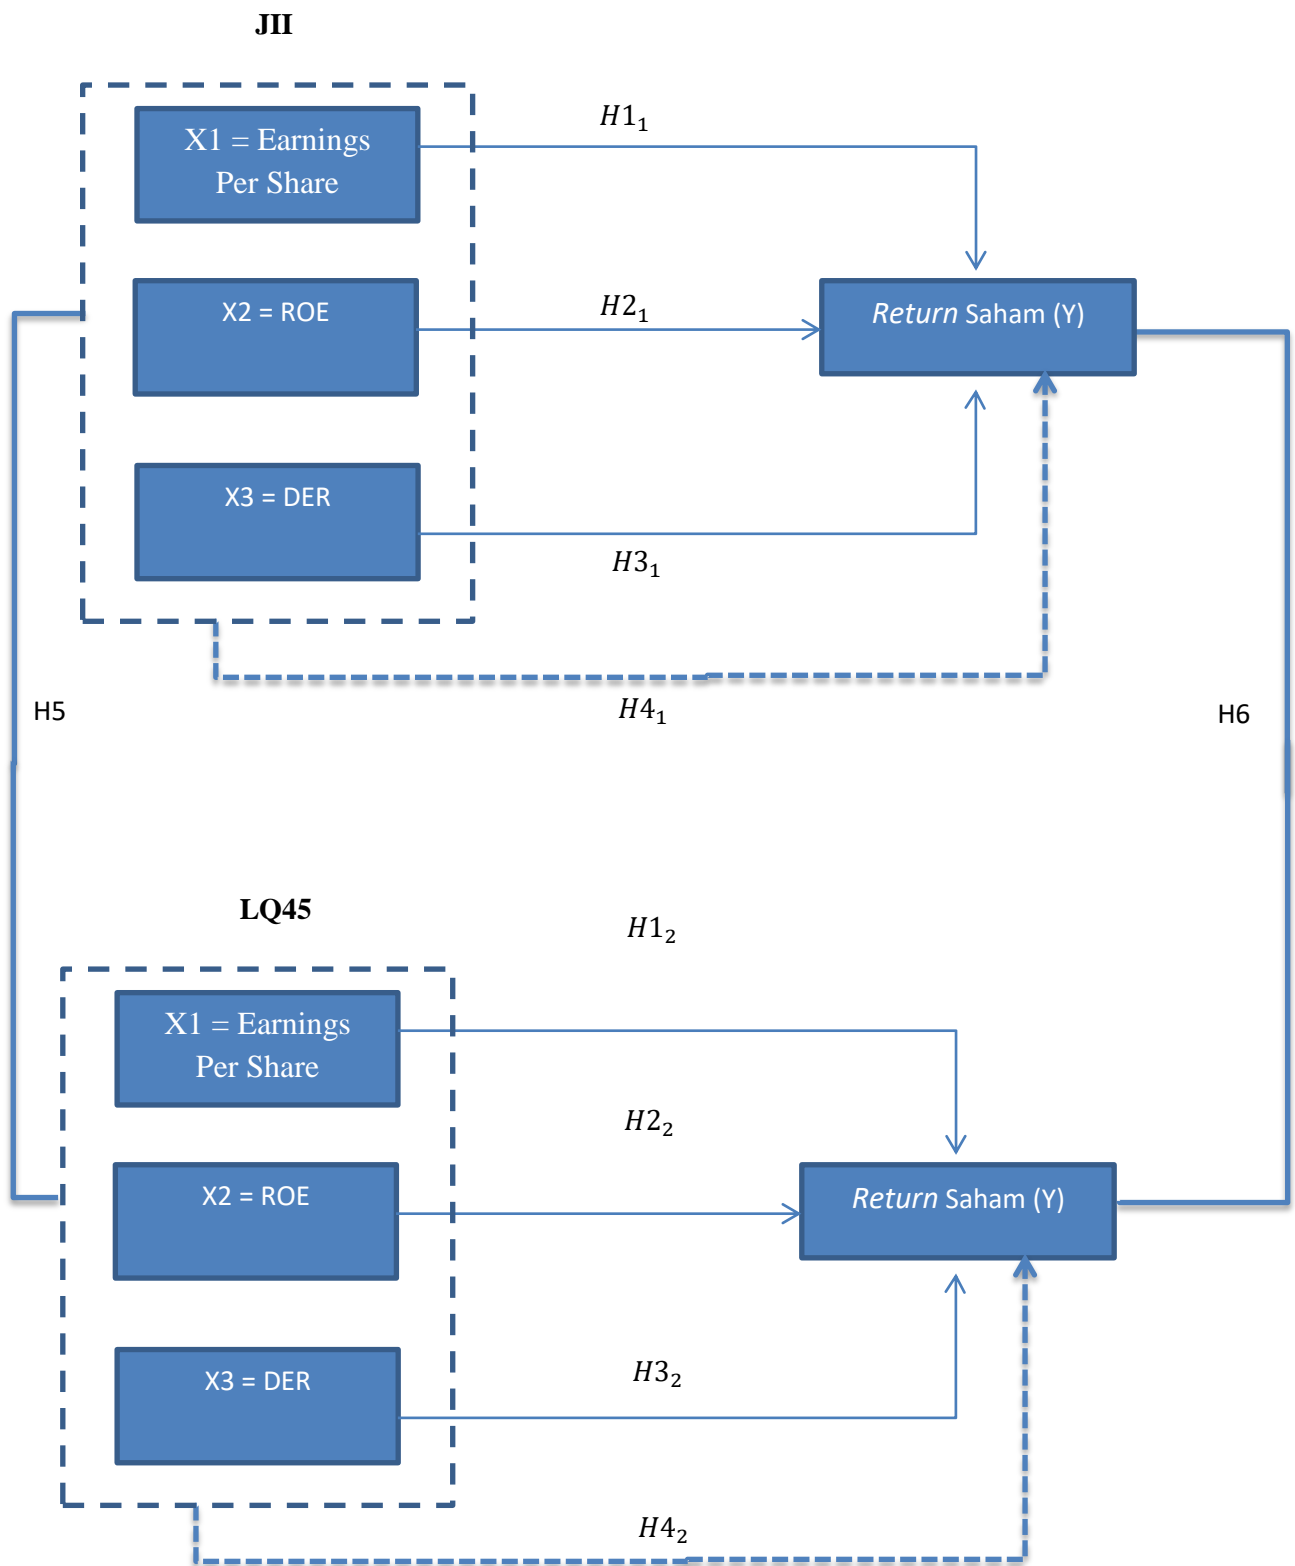 JII
𝐻1₁
X1 = Earnings
Per Share
𝐻2₁
X2 = ROE
Return Saham (Y)
X3 = DER
𝐻3₁
H5
𝐻4₁
H6
LQ45
𝐻1₂
X1 = Earnings
Per Share
𝐻2₂
X2 = ROE
Return Saham (Y)
𝐻3₂
X3 = DER
𝐻4₂